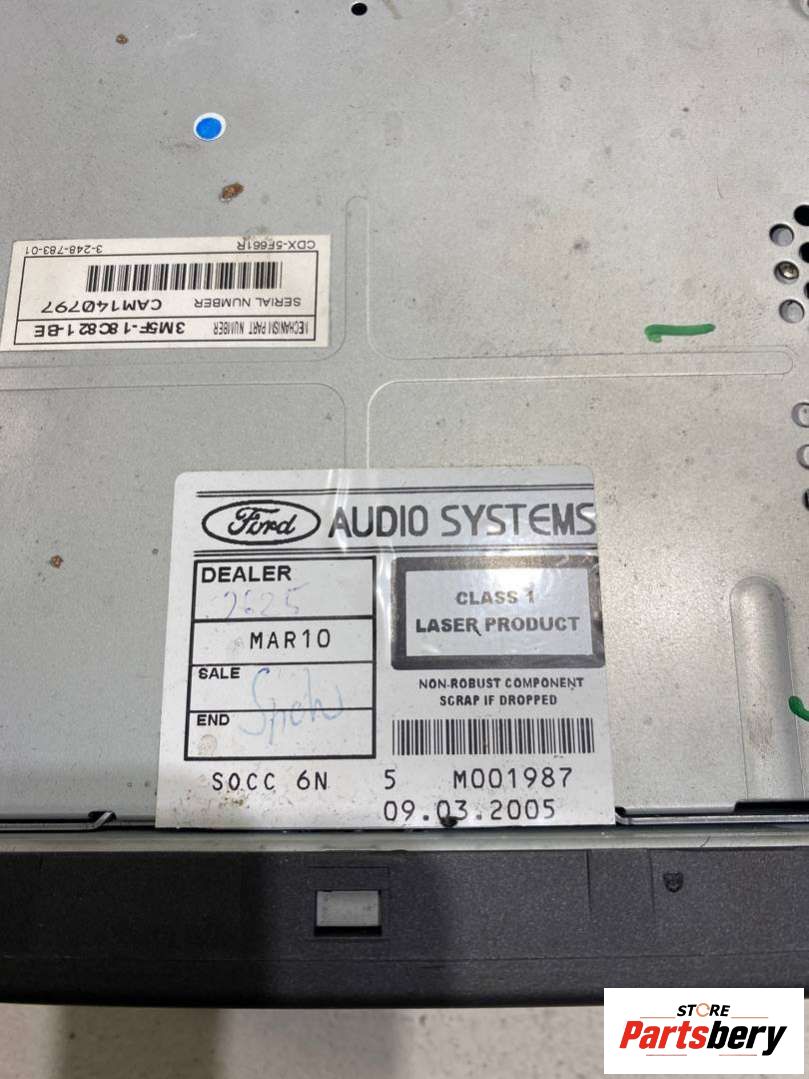 CDX-5F661R 3-248-783-01
SERIAL NUMBER CAM140797
MECHANISM PART NUMBER 3M5F-18C821-BE
Ford AUDIO SYSTEMS
DEALER
2625
MAR10
SALE
END
CLASS 1
LASER PRODUCT
NON-ROBUST COMPONENT
SCRAP IF DROPPED
SOCC 6N 5 M001987
09.03.2005
STORE
Partsbery